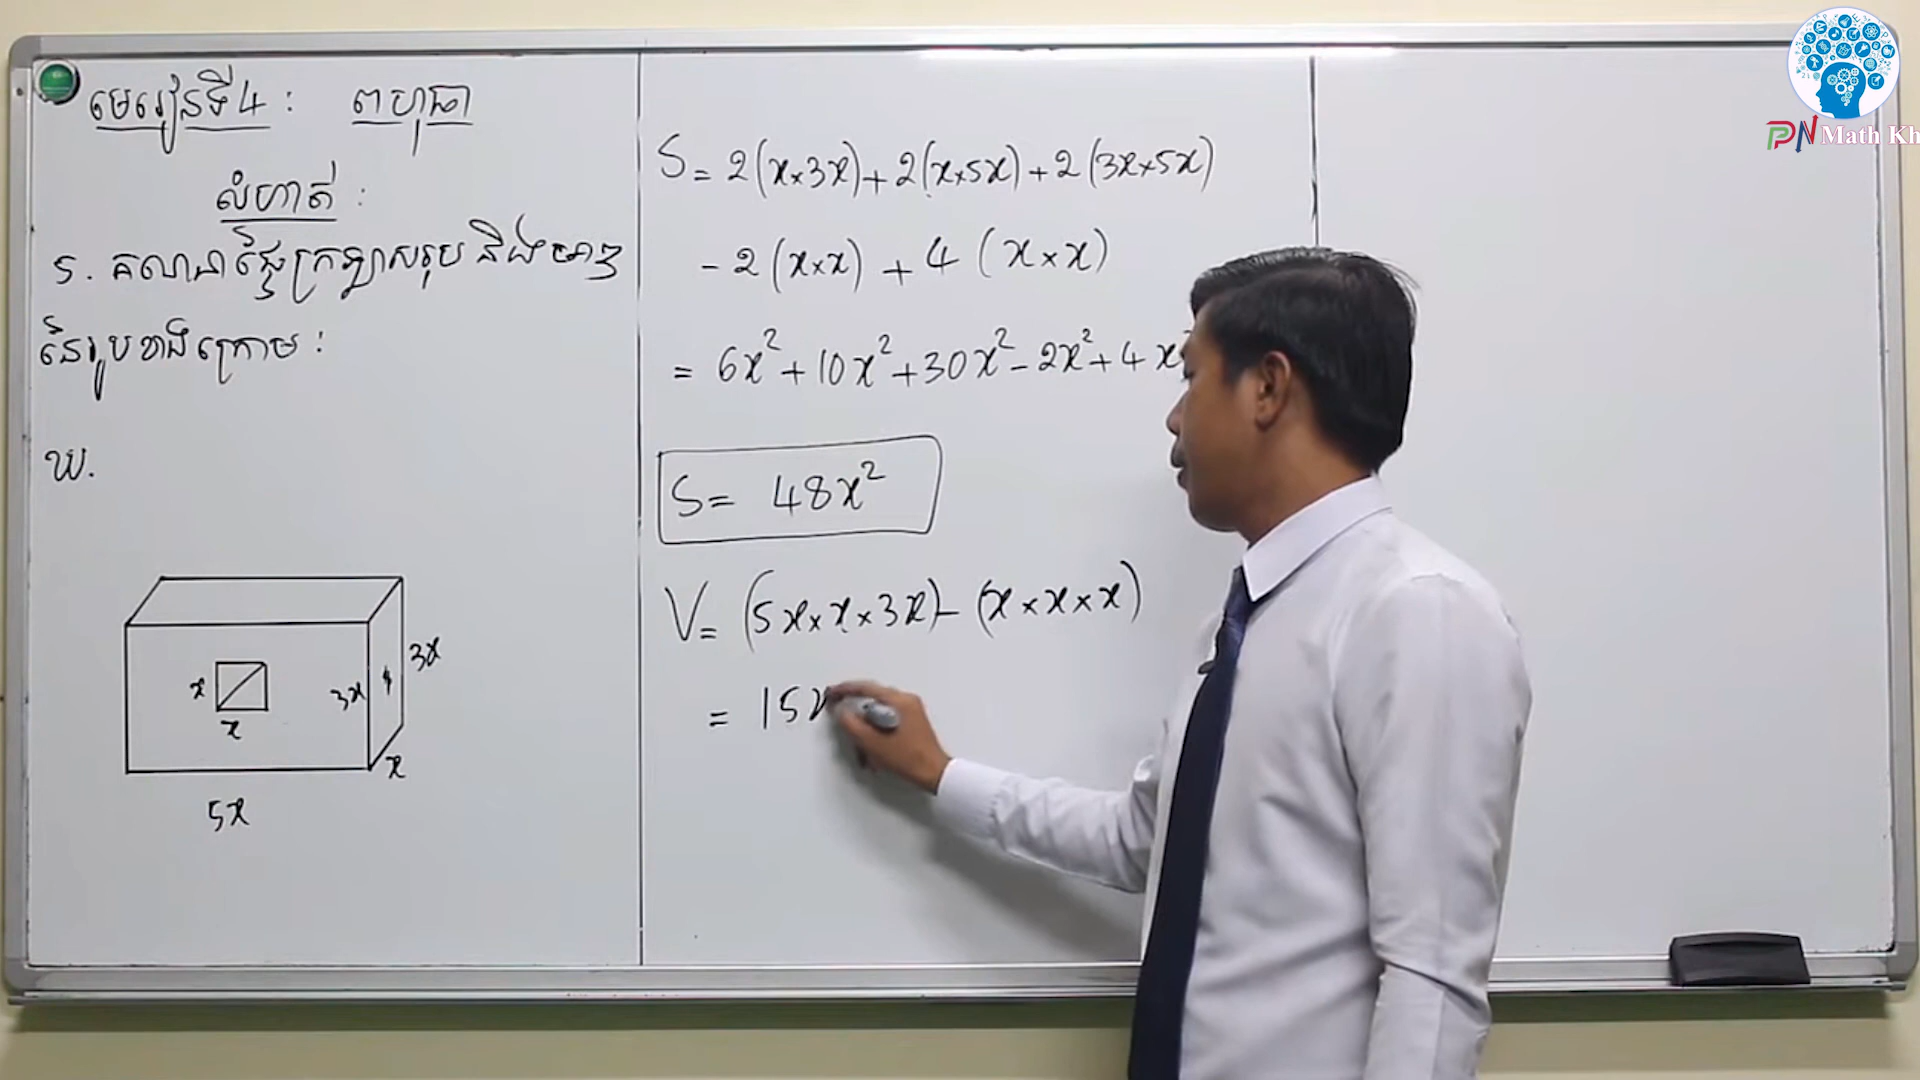 មេរៀនទី4 : ពហុធា
លំហាត់ :
5. គណនាផ្ទៃក្រឡាសរុប និងមាឌ
នៃរូបខាងក្រោម :
ឃ.
x
x
3x
3x
x
5x
S = 2(x×3x) + 2(x×5x) + 2(3x×5x)
- 2(x×x) + 4 (x×x)
= 6x² + 10x² + 30x² - 2x² + 4x²
S = 48x²
V = (5x×x×3x) - (x×x×x)
= 15x
PN Math Kh